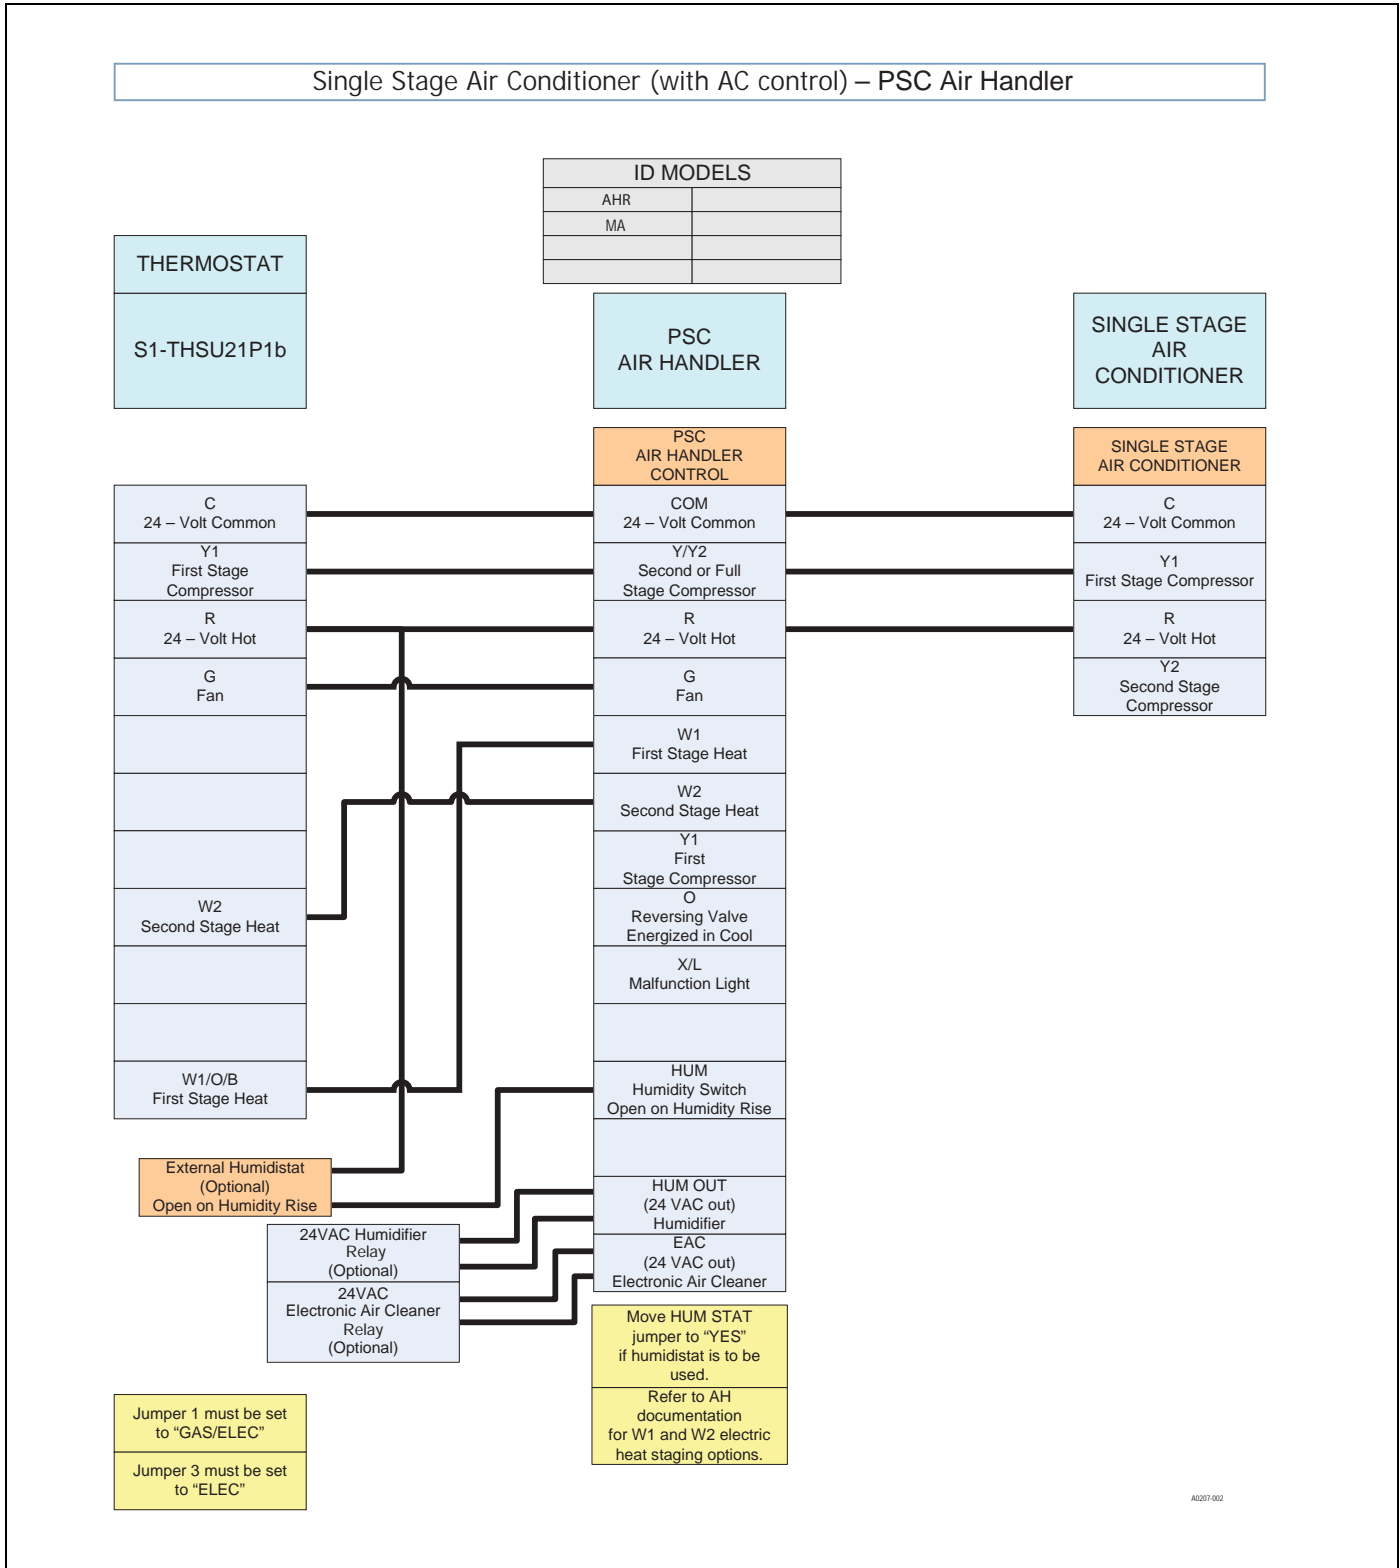 Single Stage Air Conditioner (with AC control) – PSC Air Handler
ID MODELS
AHR
MA
THERMOSTAT
S1-THSU21P1b
PSC
AIR HANDLER
SINGLE STAGE
AIR
CONDITIONER
PSC
AIR HANDLER
CONTROL
SINGLE STAGE
AIR CONDITIONER
C
24 – Volt Common
Y1
First Stage
Compressor
R
24 – Volt Hot
G
Fan
W2
Second Stage Heat
W1/O/B
First Stage Heat
COM
24 – Volt Common
Y/Y2
Second or Full
Stage Compressor
R
24 – Volt Hot
G
Fan
W1
First Stage Heat
W2
Second Stage Heat
Y1
First
Stage Compressor
O
Reversing Valve
Energized in Cool
X/L
Malfunction Light
HUM
Humidity Switch
Open on Humidity Rise
HUM OUT
(24 VAC out)
Humidifier
EAC
(24 VAC out)
Electronic Air Cleaner
C
24 – Volt Common
Y1
First Stage Compressor
R
24 – Volt Hot
Y2
Second Stage
Compressor
External Humidistat
(Optional)
Open on Humidity Rise
24VAC Humidifier
Relay
(Optional)
24VAC
Electronic Air Cleaner
Relay
(Optional)
Move HUM STAT
jumper to “YES”
if humidistat is to be
used.
Refer to AH
documentation
for W1 and W2 electric
heat staging options.
Jumper 1 must be set
to “GAS/ELEC”
Jumper 3 must be set
to “ELEC”
A0207-002